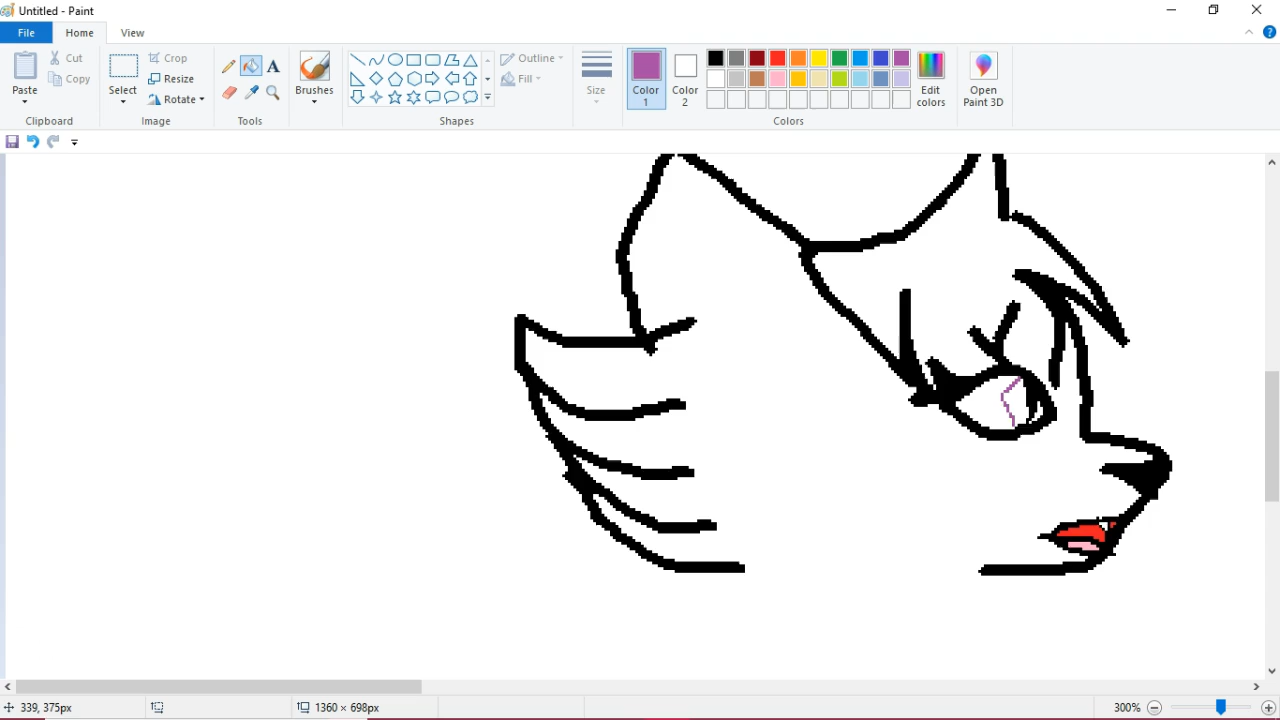 Untitled - Paint
File Home View
Paste Cut Copy
Clipboard
Select Crop Resize Rotate
Image
A
Tools
Brushes
Outline Fill
Shapes
Size
Color 1
Color 2
Edit colors
Colors
Open Paint 3D
339, 375px
1360 × 698px
300%